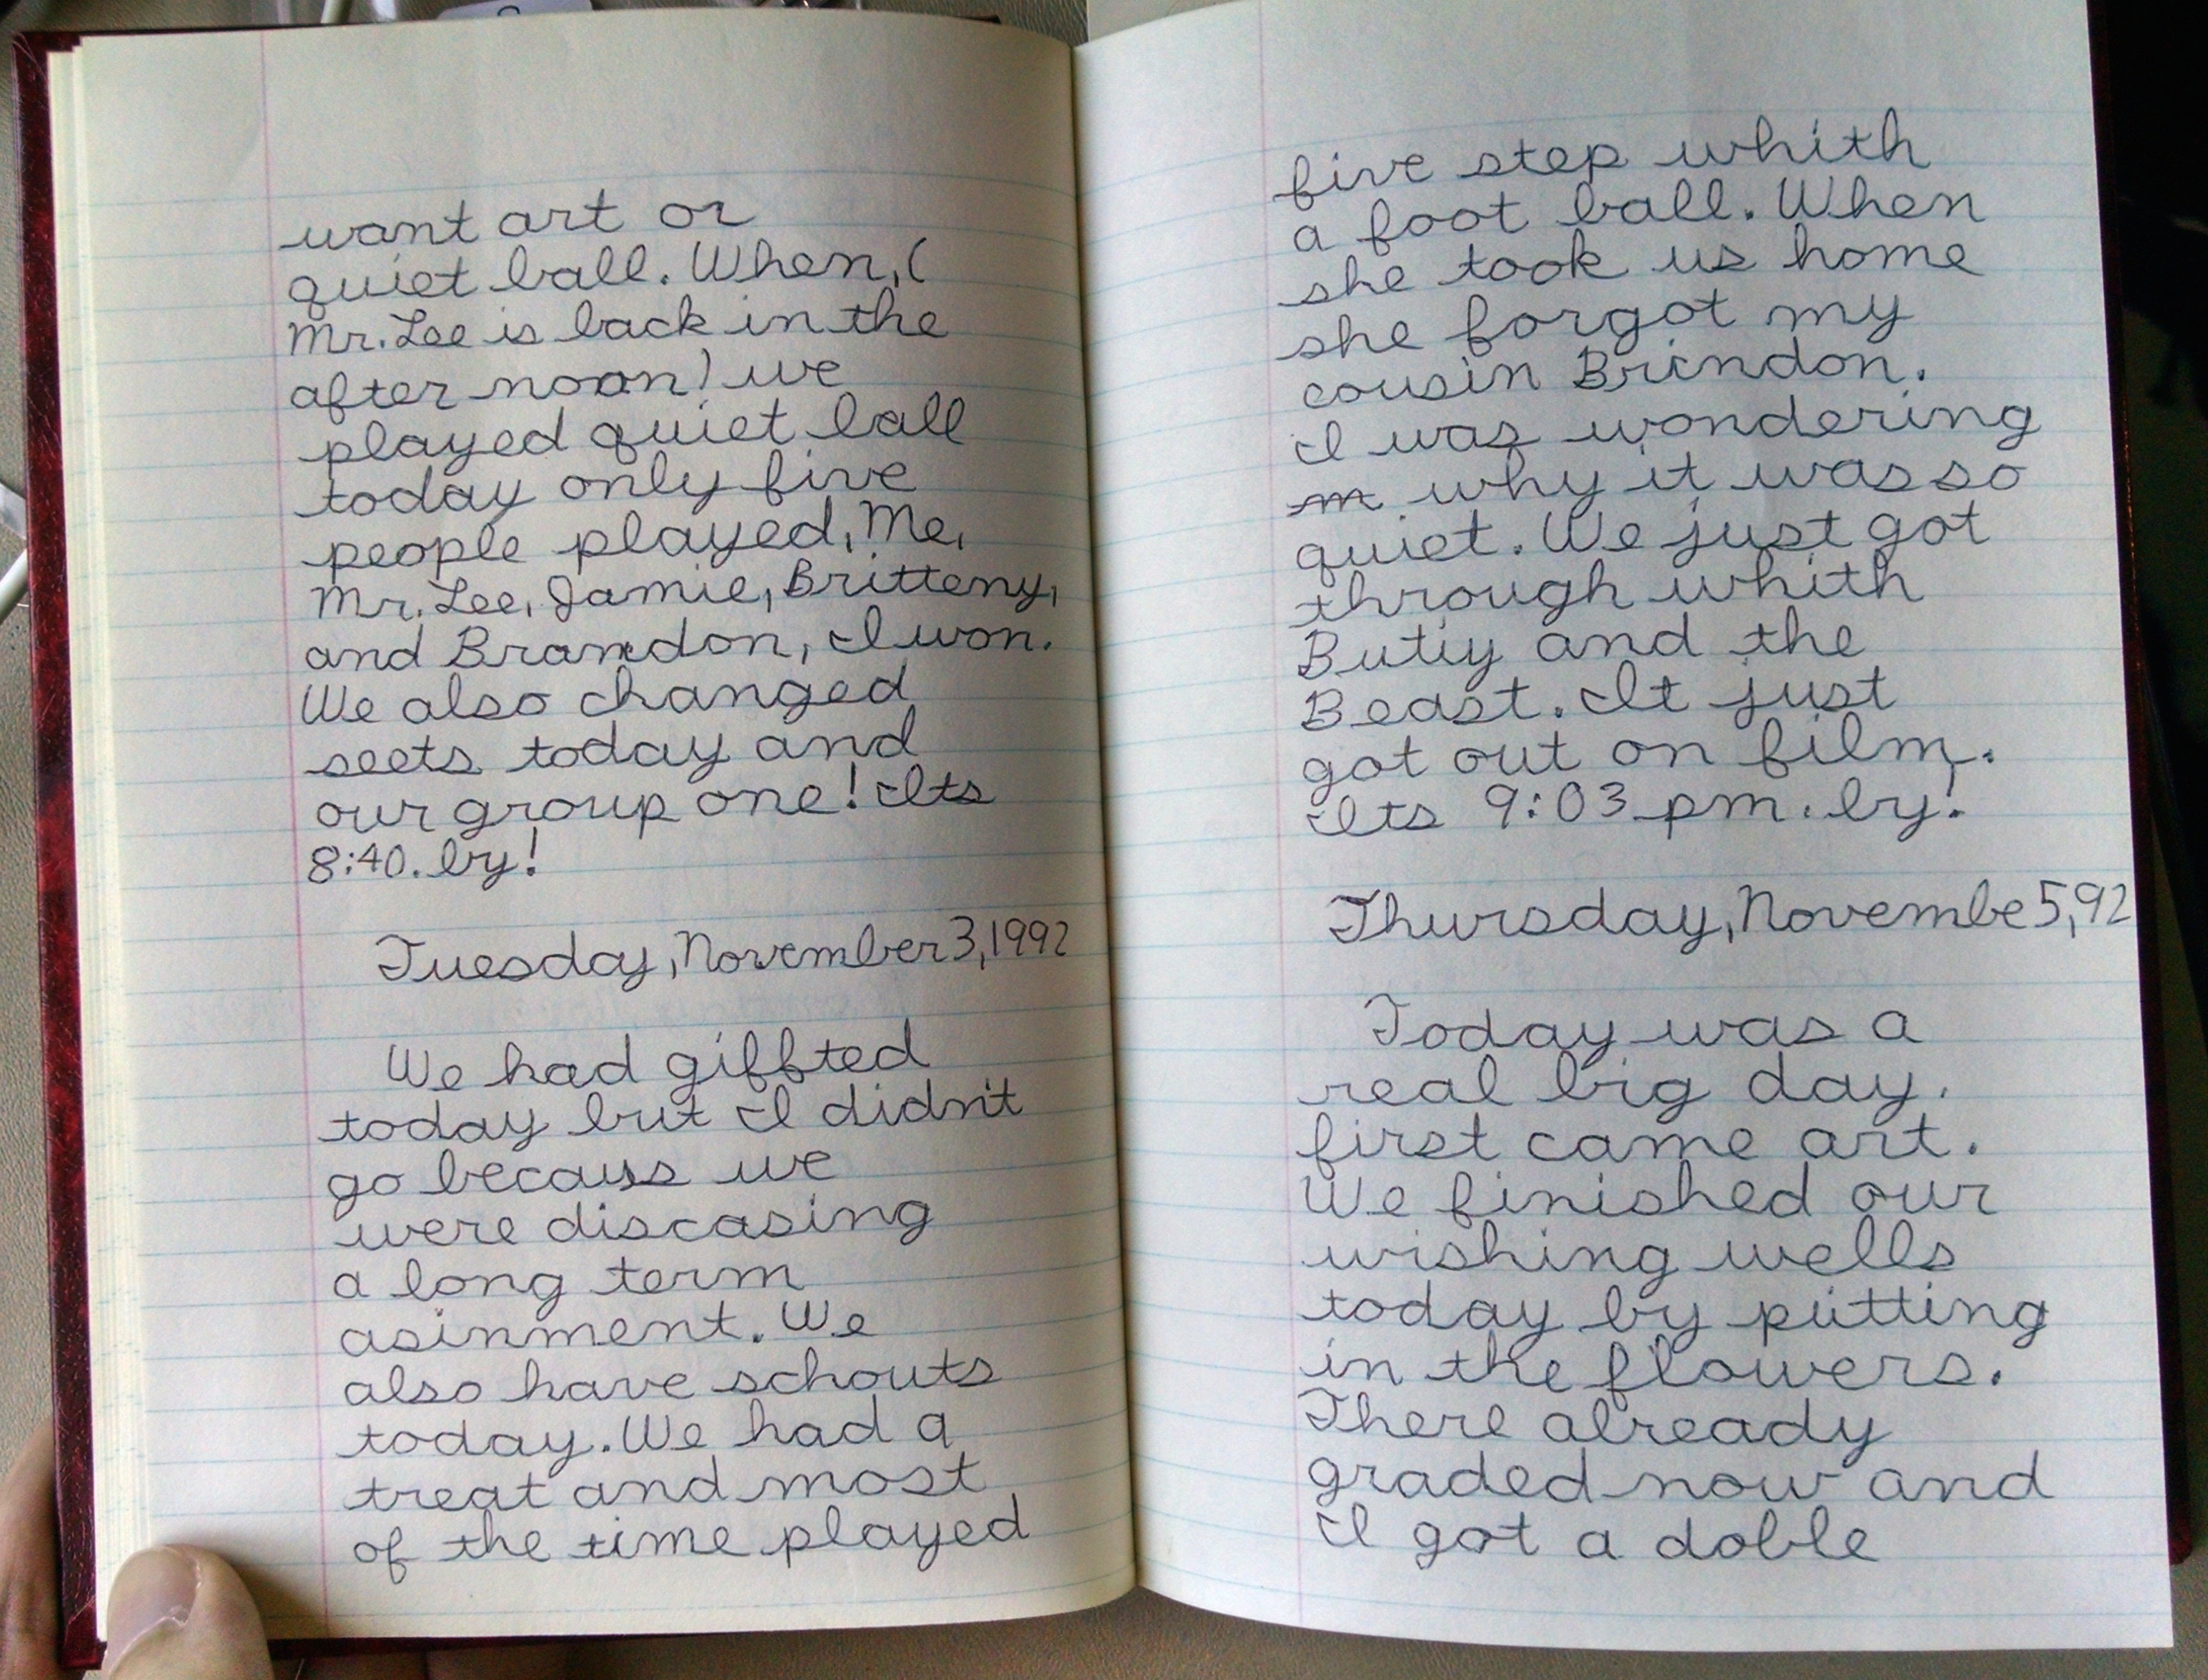 want art or
quiet ball. When, (
Mr. Lee is back in the
after noon) we
played quiet ball
today only five
people played, Me,
Mr. Lee, Jamie, Britteny,
and Brandon, I won.
We also changed
seets today and
our group one! Its
8:40. by!
Tuesday, November 3, 1992
We had giffted
today but I didn't
go becauss we
were discasing
a long term
asinment. We
also have schouts
today. We had a
treat and most
of the time played
five step whith
a foot ball. When
she took us home
she forgot my
cousin Brindon.
I was wondering
m why it was so
quiet. We just got
through whith
Butiy and the
Beast. It just
got out on film.
Its 9:03 pm. by!
Thursday, Novembe 5, 92
Today was a
real big day.
first came art.
We finished our
wishing wells
today by putting
in the flowers.
There already
graded now and
I got a doble